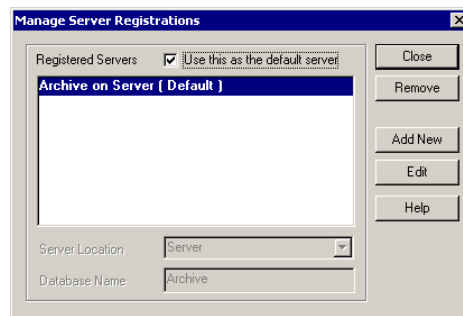 Manage Server Registrations
Registered Servers
Use this as the default server
Archive on Server ( Default )
Server Location
Server
Database Name
Archive
Close
Remove
Add New
Edit
Help